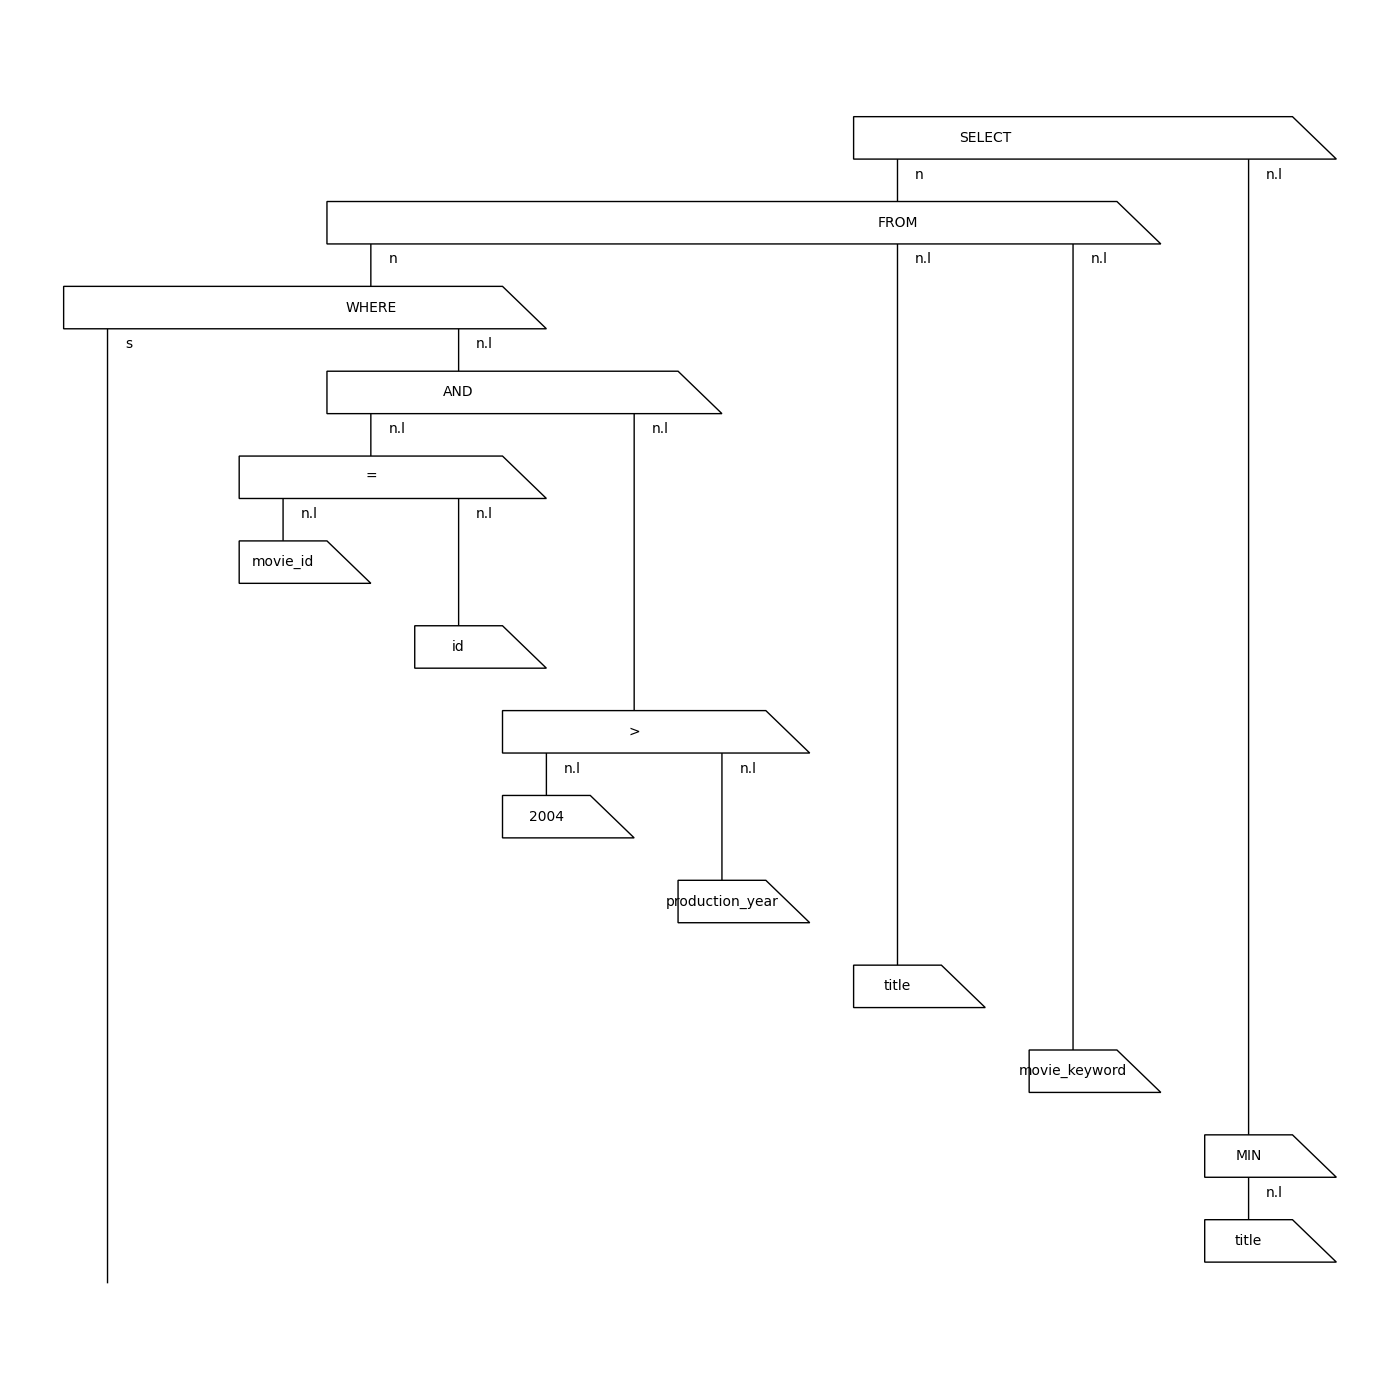 SELECT
n n.l
FROM
n n.l n.l
WHERE
s n.l
AND
n.l n.l
=
n.l n.l
movie_id
id
>
n.l n.l
2004
production_year
title
movie_keyword
MIN
n.l
title